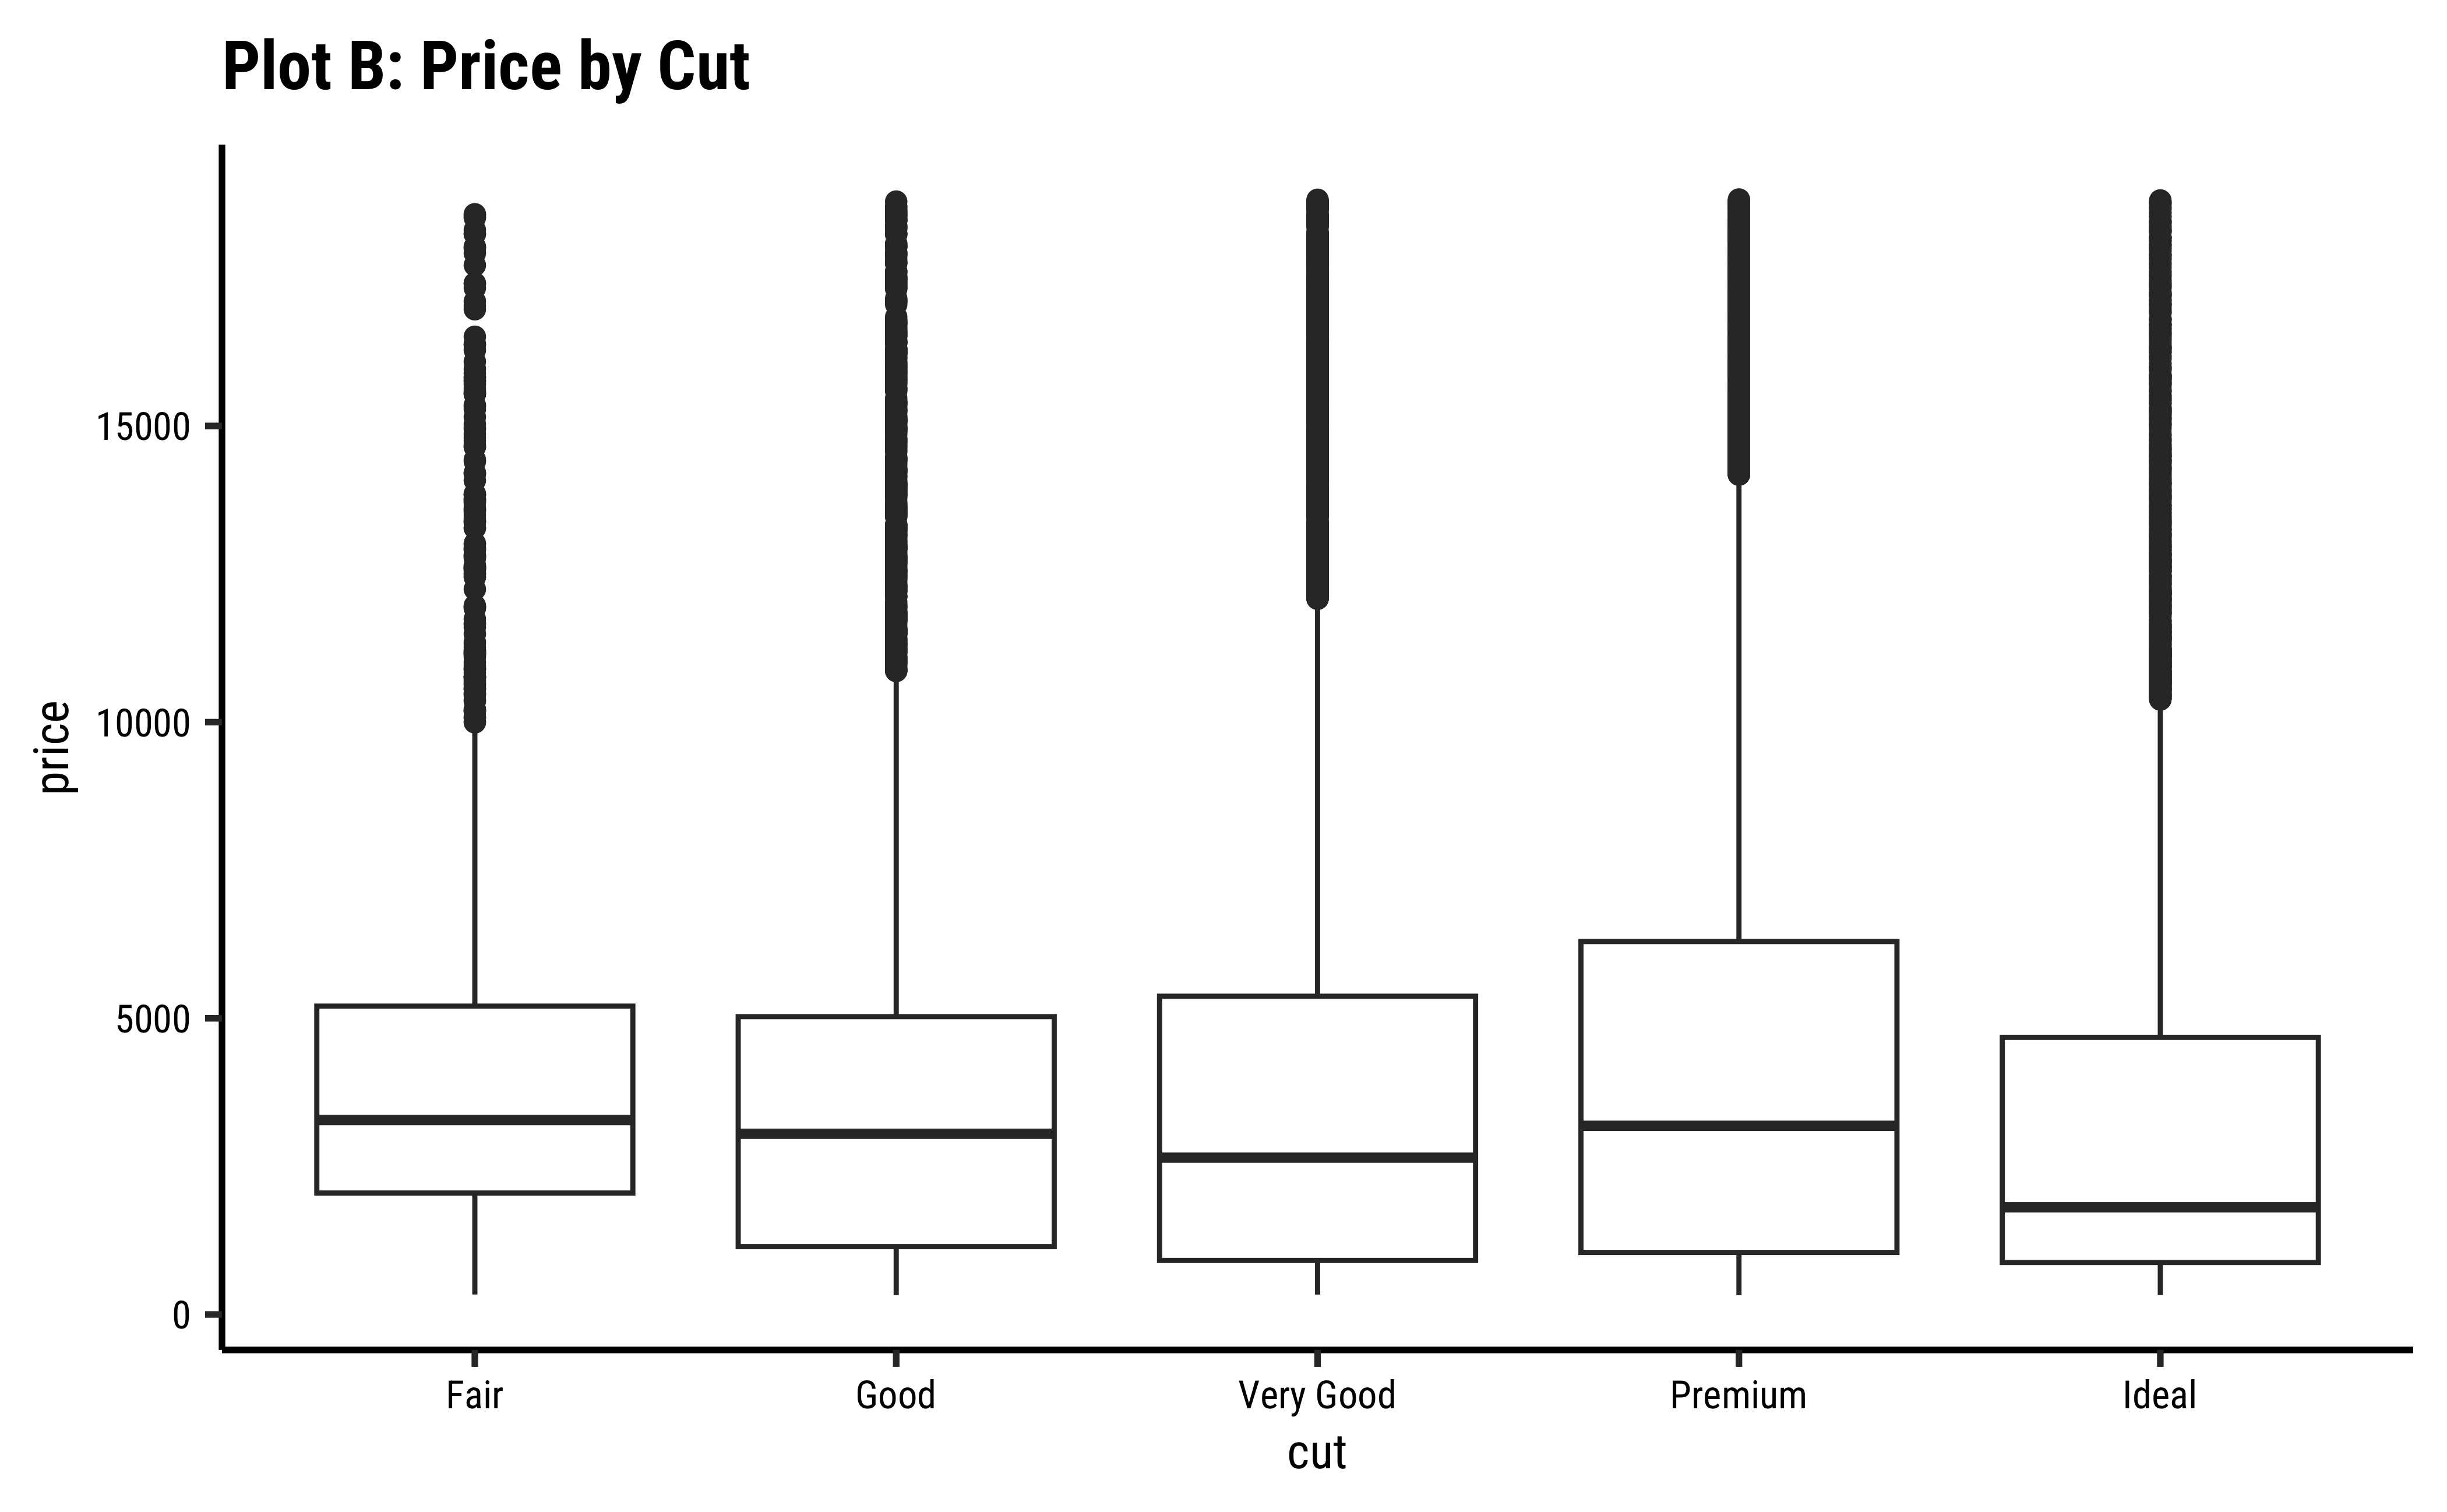 Plot B: Price by Cut
15000
10000
5000
0
price
Fair
Good
Very Good
Premium
Ideal
cut